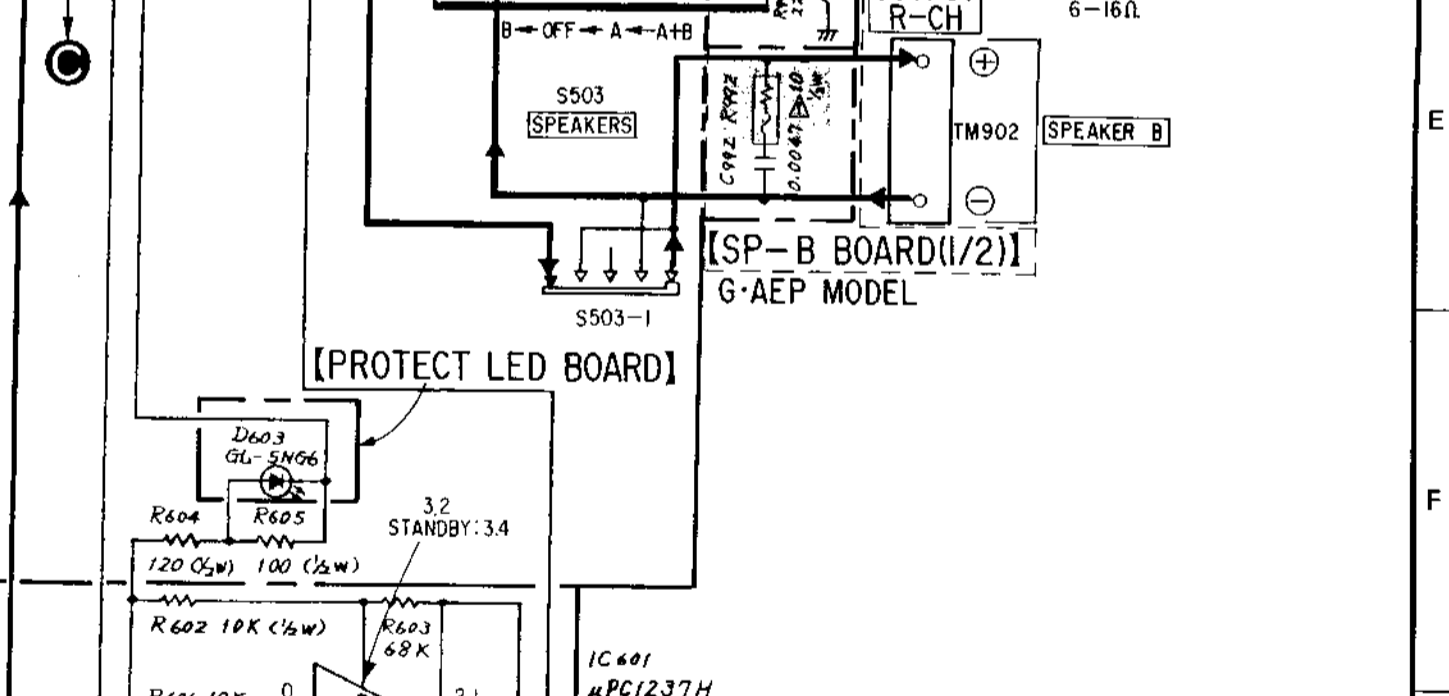 R-CH
6-16Ω
B←OFF←A←A+B
C
S503
SPEAKERS
C992 R992
0.0047 ⚠10
½W
⊕
TM902
SPEAKER B
⊖
E
【SP-B BOARD(1/2)】
G·AEP MODEL
S503-1
【PROTECT LED BOARD】
D603
GL-5NG6
R604
R605
120 (½W)
100 (½W)
3.2
STANDBY:3.4
F
R602 10K (½W)
R603
68K
IC601
μPC1237H
0